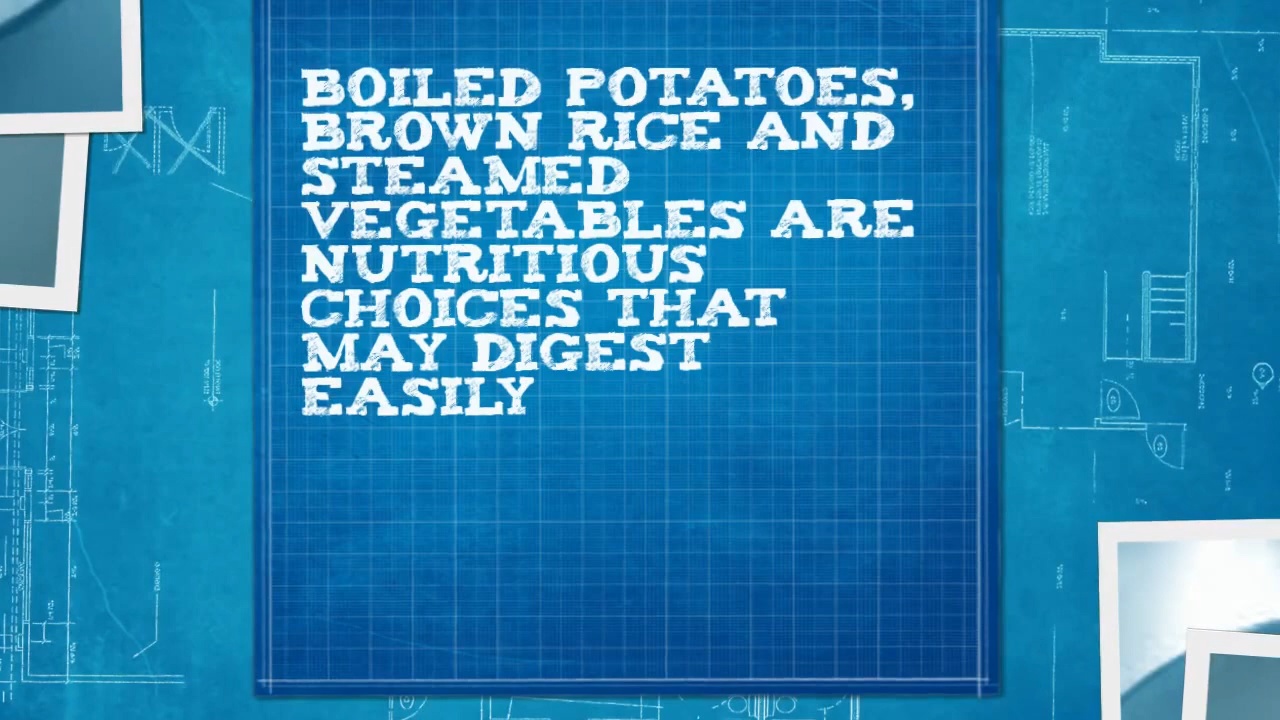 BOILED POTATOES,
BROWN RICE AND
STEAMED
VEGETABLES ARE
NUTRITIOUS
CHOICES THAT
MAY DIGEST
EASILY